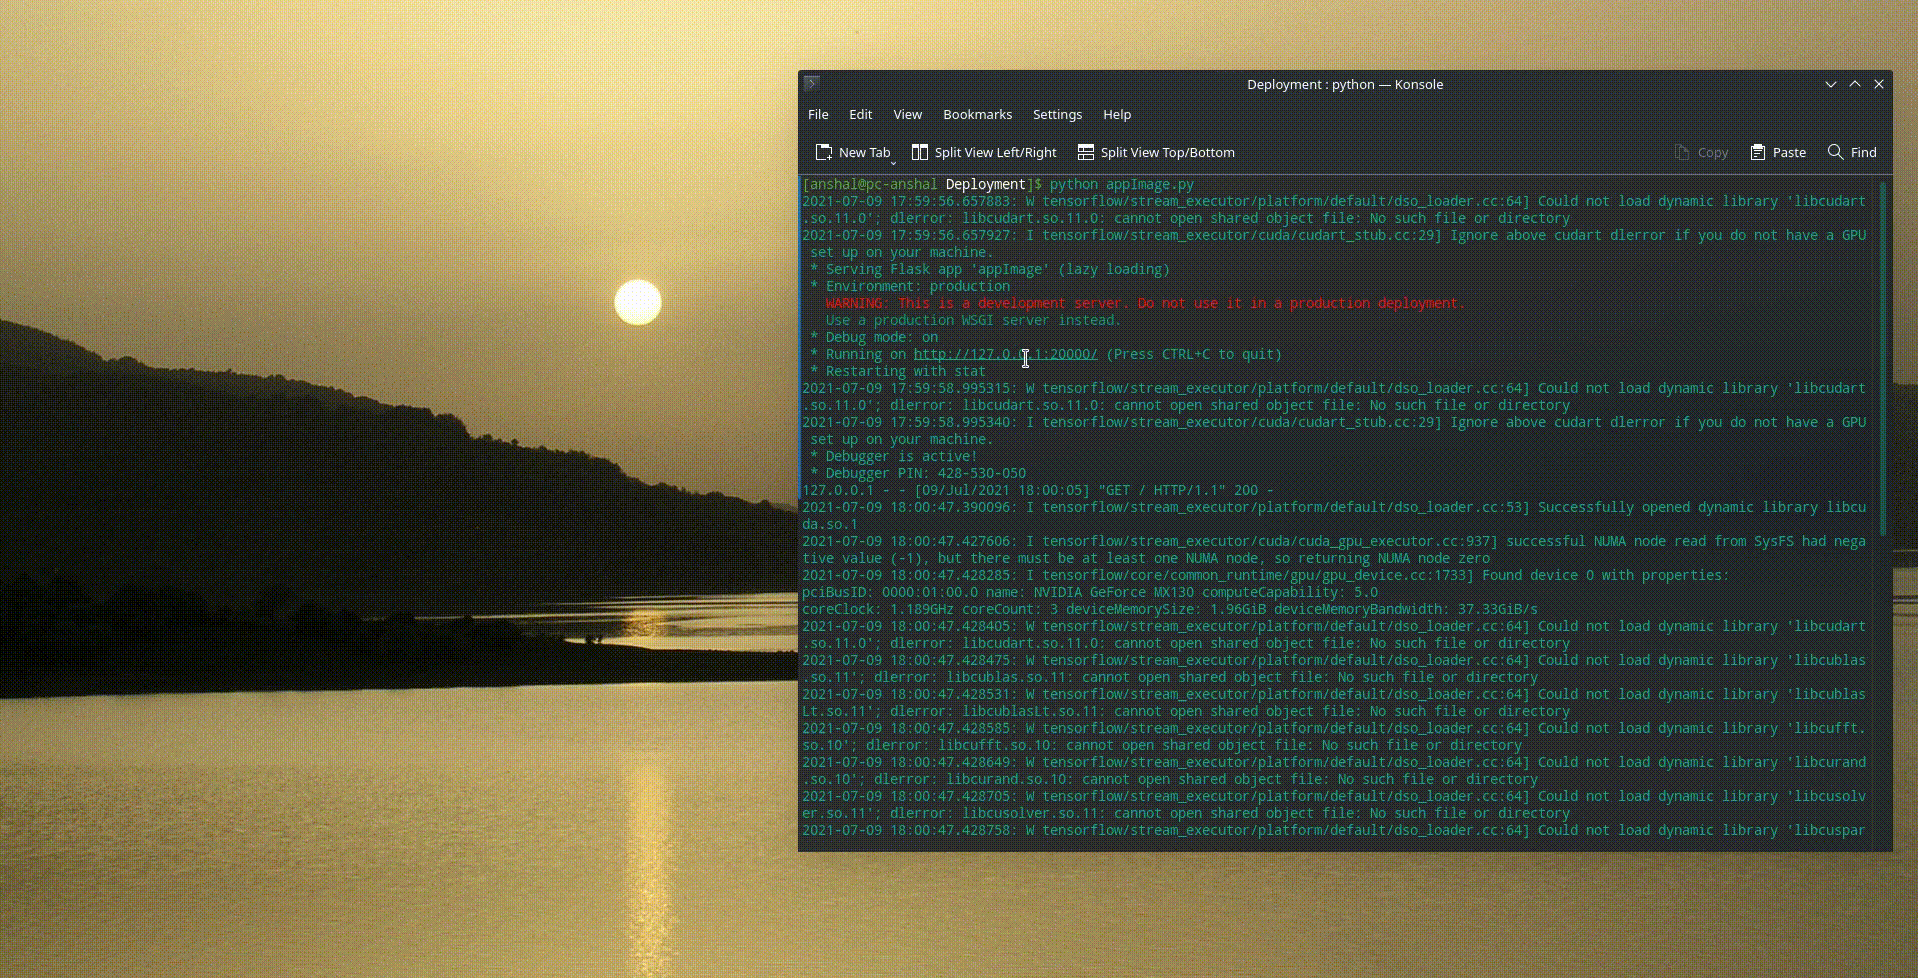 Deployment : python — Konsole
File Edit View Bookmarks Settings Help
New Tab Split View Left/Right Split View Top/Bottom Copy Paste Find
[anshal@pc-anshal Deployment]$ python appImage.py
2021-07-09 17:59:56.657883: W tensorflow/stream_executor/platform/default/dso_loader.cc:64] Could not load dynamic library 'libcudart
.so.11.0'; dlerror: libcudart.so.11.0: cannot open shared object file: No such file or directory
2021-07-09 17:59:56.657927: I tensorflow/stream_executor/cuda/cudart_stub.cc:29] Ignore above cudart dlerror if you do not have a GPU
set up on your machine.
* Serving Flask app 'appImage' (lazy loading)
* Environment: production
WARNING: This is a development server. Do not use it in a production deployment.
Use a production WSGI server instead.
* Debug mode: on
* Running on http://127.0.0.1:20000/ (Press CTRL+C to quit)
* Restarting with stat
2021-07-09 17:59:58.995315: W tensorflow/stream_executor/platform/default/dso_loader.cc:64] Could not load dynamic library 'libcudart
.so.11.0'; dlerror: libcudart.so.11.0: cannot open shared object file: No such file or directory
2021-07-09 17:59:58.995340: I tensorflow/stream_executor/cuda/cudart_stub.cc:29] Ignore above cudart dlerror if you do not have a GPU
set up on your machine.
* Debugger is active!
* Debugger PIN: 428-530-050
127.0.0.1 - - [09/Jul/2021 18:00:05] "GET / HTTP/1.1" 200 -
2021-07-09 18:00:47.390096: I tensorflow/stream_executor/platform/default/dso_loader.cc:53] Successfully opened dynamic library libcu
da.so.1
2021-07-09 18:00:47.427606: I tensorflow/stream_executor/cuda/cuda_gpu_executor.cc:937] successful NUMA node read from SysFS had nega
tive value (-1), but there must be at least one NUMA node, so returning NUMA node zero
2021-07-09 18:00:47.428285: I tensorflow/core/common_runtime/gpu/gpu_device.cc:1733] Found device 0 with properties:
pciBusID: 0000:01:00.0 name: NVIDIA GeForce MX130 computeCapability: 5.0
coreClock: 1.189GHz coreCount: 3 deviceMemorySize: 1.96GiB deviceMemoryBandwidth: 37.33GiB/s
2021-07-09 18:00:47.428405: W tensorflow/stream_executor/platform/default/dso_loader.cc:64] Could not load dynamic library 'libcudart
.so.11.0'; dlerror: libcudart.so.11.0: cannot open shared object file: No such file or directory
2021-07-09 18:00:47.428475: W tensorflow/stream_executor/platform/default/dso_loader.cc:64] Could not load dynamic library 'libcublas
.so.11'; dlerror: libcublas.so.11: cannot open shared object file: No such file or directory
2021-07-09 18:00:47.428531: W tensorflow/stream_executor/platform/default/dso_loader.cc:64] Could not load dynamic library 'libcublas
Lt.so.11'; dlerror: libcublasLt.so.11: cannot open shared object file: No such file or directory
2021-07-09 18:00:47.428585: W tensorflow/stream_executor/platform/default/dso_loader.cc:64] Could not load dynamic library 'libcufft.
so.10'; dlerror: libcufft.so.10: cannot open shared object file: No such file or directory
2021-07-09 18:00:47.428649: W tensorflow/stream_executor/platform/default/dso_loader.cc:64] Could not load dynamic library 'libcurand
.so.10'; dlerror: libcurand.so.10: cannot open shared object file: No such file or directory
2021-07-09 18:00:47.428705: W tensorflow/stream_executor/platform/default/dso_loader.cc:64] Could not load dynamic library 'libcusolv
er.so.11'; dlerror: libcusolver.so.11: cannot open shared object file: No such file or directory
2021-07-09 18:00:47.428758: W tensorflow/stream_executor/platform/default/dso_loader.cc:64] Could not load dynamic library 'libcuspar